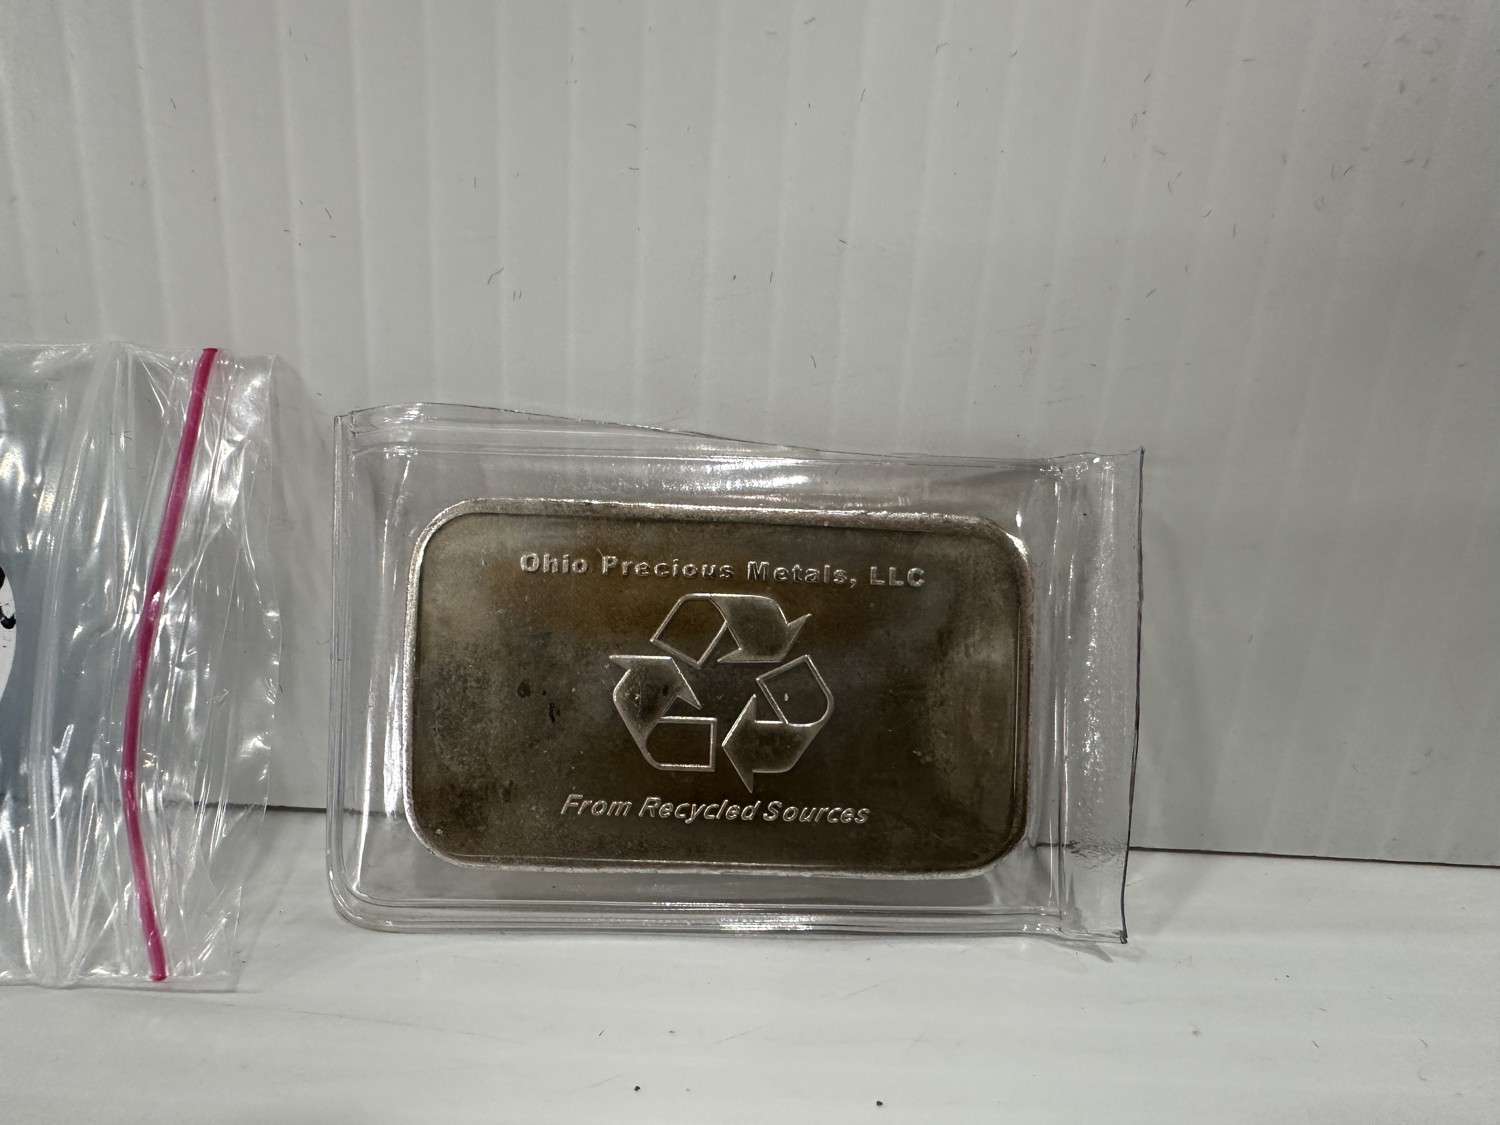 Ohio Precious Metals, LLC
From Recycled Sources